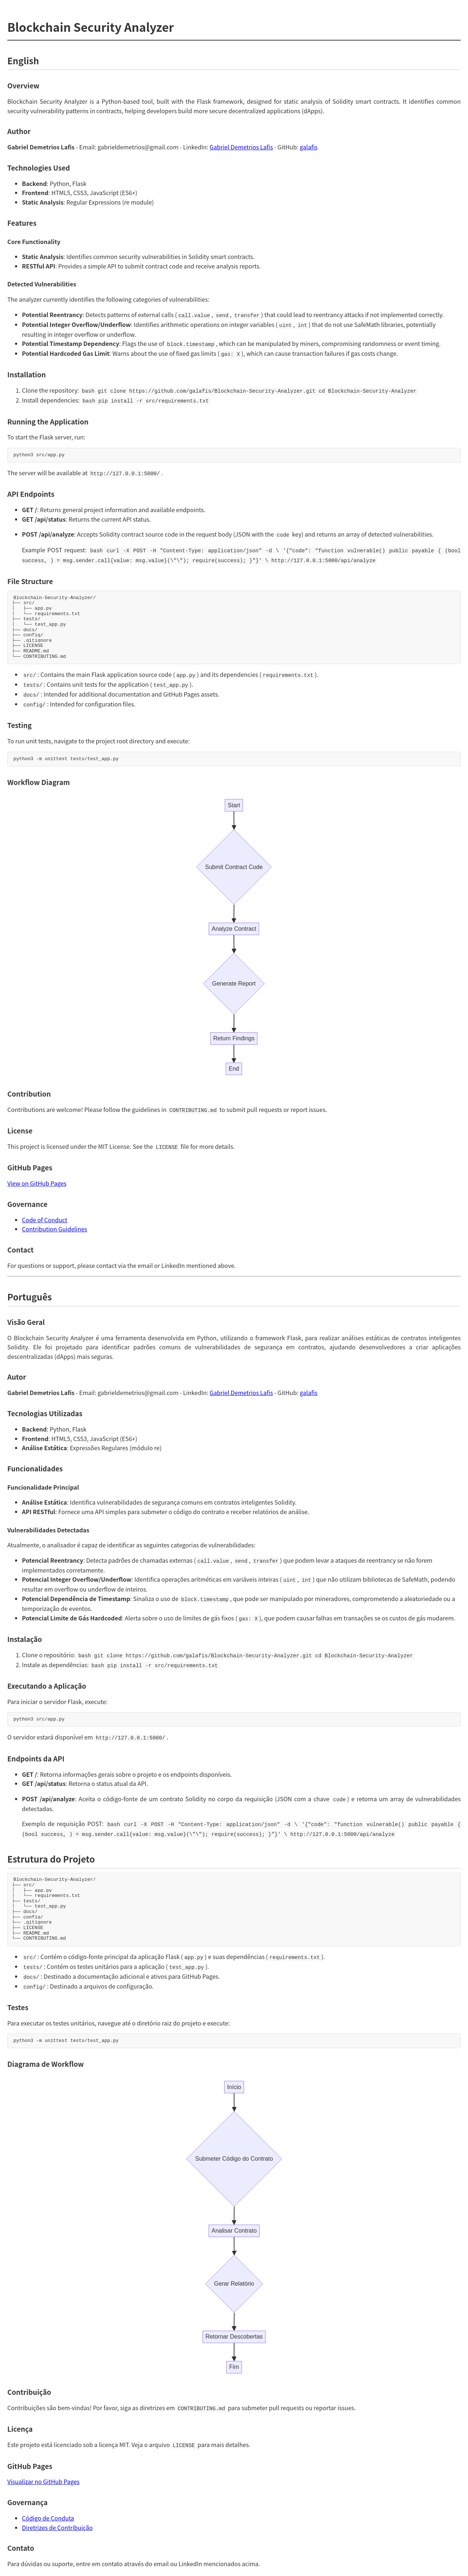 Blockchain Security Analyzer
English
Overview
Blockchain Security Analyzer is a Python-based tool, built with the Flask framework, designed for static analysis of Solidity smart contracts. It identifies common
security vulnerability patterns in contracts, helping developers build more secure decentralized applications (dApps).
Author
Gabriel Demetrios Lafis - Email: gabrieldemetrios@gmail.com - LinkedIn: Gabriel Demetrios Lafis - GitHub: galafis
Technologies Used
• Backend: Python, Flask
• Frontend: HTML5, CSS3, JavaScript (ES6+)
• Static Analysis: Regular Expressions (re module)
Features
Core Functionality
• Static Analysis: Identifies common security vulnerabilities in Solidity smart contracts.
• RESTful API: Provides a simple API to submit contract code and receive analysis reports.
Detected Vulnerabilities
The analyzer currently identifies the following categories of vulnerabilities:
• Potential Reentrancy: Detects patterns of external calls ( call.value , send , transfer ) that could lead to reentrancy attacks if not implemented correctly.
• Potential Integer Overflow/Underflow: Identifies arithmetic operations on integer variables ( uint , int ) that do not use SafeMath libraries, potentially
resulting in integer overflow or underflow.
• Potential Timestamp Dependency: Flags the use of block.timestamp , which can be manipulated by miners, compromising randomness or event timing.
• Potential Hardcoded Gas Limit: Warns about the use of fixed gas limits ( gas: X ), which can cause transaction failures if gas costs change.
Installation
1. Clone the repository: bash git clone https://github.com/galafis/Blockchain-Security-Analyzer.git cd Blockchain-Security-Analyzer
2. Install dependencies: bash pip install -r src/requirements.txt
Running the Application
To start the Flask server, run:
python3 src/app.py
The server will be available at http://127.0.0.1:5000/ .
API Endpoints
• GET /: Returns general project information and available endpoints.
• GET /api/status: Returns the current API status.
• POST /api/analyze: Accepts Solidity contract source code in the request body (JSON with the code key) and returns an array of detected vulnerabilities.
Example POST request: bash curl -X POST -H "Content-Type: application/json" -d \ '{"code": "function vulnerable() public payable { (bool
success, ) = msg.sender.call{value: msg.value}(\"\"); require(success); }"}' \ http://127.0.0.1:5000/api/analyze
File Structure
Blockchain-Security-Analyzer/
├── src/
│   ├── app.py
│   └── requirements.txt
├── tests/
│   └── test_app.py
├── docs/
├── config/
├── .gitignore
├── LICENSE
├── README.md
└── CONTRIBUTING.md
• src/ : Contains the main Flask application source code ( app.py ) and its dependencies ( requirements.txt ).
• tests/ : Contains unit tests for the application ( test_app.py ).
• docs/ : Intended for additional documentation and GitHub Pages assets.
• config/ : Intended for configuration files.
Testing
To run unit tests, navigate to the project root directory and execute:
python3 -m unittest tests/test_app.py
Workflow Diagram
Start
Submit Contract Code
Analyze Contract
Generate Report
Return Findings
End
Contribution
Contributions are welcome! Please follow the guidelines in CONTRIBUTING.md to submit pull requests or report issues.
License
This project is licensed under the MIT License. See the LICENSE file for more details.
GitHub Pages
View on GitHub Pages
Governance
• Code of Conduct
• Contribution Guidelines
Contact
For questions or support, please contact via the email or LinkedIn mentioned above.
Português
Visão Geral
O Blockchain Security Analyzer é uma ferramenta desenvolvida em Python, utilizando o framework Flask, para realizar análises estáticas de contratos inteligentes
Solidity. Ele foi projetado para identificar padrões comuns de vulnerabilidades de segurança em contratos, ajudando desenvolvedores a criar aplicações
descentralizadas (dApps) mais seguras.
Autor
Gabriel Demetrios Lafis - Email: gabrieldemetrios@gmail.com - LinkedIn: Gabriel Demetrios Lafis - GitHub: galafis
Tecnologias Utilizadas
• Backend: Python, Flask
• Frontend: HTML5, CSS3, JavaScript (ES6+)
• Análise Estática: Expressões Regulares (módulo re)
Funcionalidades
Funcionalidade Principal
• Análise Estática: Identifica vulnerabilidades de segurança comuns em contratos inteligentes Solidity.
• API RESTful: Fornece uma API simples para submeter o código do contrato e receber relatórios de análise.
Vulnerabilidades Detectadas
Atualmente, o analisador é capaz de identificar as seguintes categorias de vulnerabilidades:
• Potencial Reentrancy: Detecta padrões de chamadas externas ( call.value , send , transfer ) que podem levar a ataques de reentrancy se não forem
implementados corretamente.
• Potencial Integer Overflow/Underflow: Identifica operações aritméticas em variáveis inteiras ( uint , int ) que não utilizam bibliotecas de SafeMath, podendo
resultar em overflow ou underflow de inteiros.
• Potencial Dependência de Timestamp: Sinaliza o uso de block.timestamp , que pode ser manipulado por mineradores, comprometendo a aleatoriedade ou a
temporização de eventos.
• Potencial Limite de Gás Hardcoded: Alerta sobre o uso de limites de gás fixos ( gas: X ), que podem causar falhas em transações se os custos de gás mudarem.
Instalação
1. Clone o repositório: bash git clone https://github.com/galafis/Blockchain-Security-Analyzer.git cd Blockchain-Security-Analyzer
2. Instale as dependências: bash pip install -r src/requirements.txt
Executando a Aplicação
Para iniciar o servidor Flask, execute:
python3 src/app.py
O servidor estará disponível em http://127.0.0.1:5000/ .
Endpoints da API
• GET /: Retorna informações gerais sobre o projeto e os endpoints disponíveis.
• GET /api/status: Retorna o status atual da API.
• POST /api/analyze: Aceita o código-fonte de um contrato Solidity no corpo da requisição (JSON com a chave code ) e retorna um array de vulnerabilidades
detectadas.
Exemplo de requisição POST: bash curl -X POST -H "Content-Type: application/json" -d \ '{"code": "function vulnerable() public payable {
(bool success, ) = msg.sender.call{value: msg.value}(\"\"); require(success); }"}' \ http://127.0.0.1:5000/api/analyze
Estrutura do Projeto
Blockchain-Security-Analyzer/
├── src/
│   ├── app.py
│   └── requirements.txt
├── tests/
│   └── test_app.py
├── docs/
├── config/
├── .gitignore
├── LICENSE
├── README.md
└── CONTRIBUTING.md
• src/ : Contém o código-fonte principal da aplicação Flask ( app.py ) e suas dependências ( requirements.txt ).
• tests/ : Contém os testes unitários para a aplicação ( test_app.py ).
• docs/ : Destinado a documentação adicional e ativos para GitHub Pages.
• config/ : Destinado a arquivos de configuração.
Testes
Para executar os testes unitários, navegue até o diretório raiz do projeto e execute:
python3 -m unittest tests/test_app.py
Diagrama de Workflow
Início
Submeter Código do Contrato
Analisar Contrato
Gerar Relatório
Retornar Descobertas
Fim
Contribuição
Contribuições são bem-vindas! Por favor, siga as diretrizes em CONTRIBUTING.md para submeter pull requests ou reportar issues.
Licença
Este projeto está licenciado sob a licença MIT. Veja o arquivo LICENSE para mais detalhes.
GitHub Pages
Visualizar no GitHub Pages
Governança
• Código de Conduta
• Diretrizes de Contribuição
Contato
Para dúvidas ou suporte, entre em contato através do email ou LinkedIn mencionados acima.